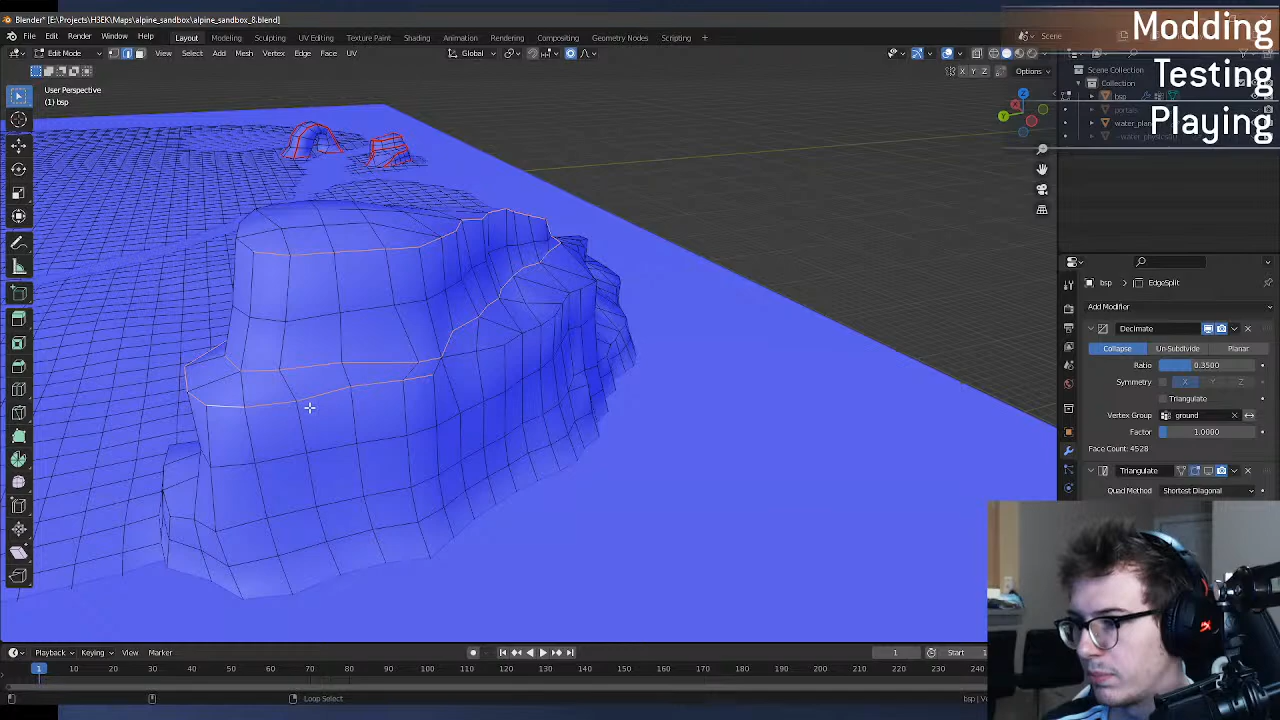 Blender* [E:\Projects\H3EK\Maps\alpine_sandbox\alpine_sandbox_8.blend]
File Edit Render Window Help
Layout Modeling Sculpting UV Editing Texture Paint Shading Animation Rendering Compositing Geometry Nodes Scripting +
Scene
Modding
Testing
Playing
Edit Mode View Select Add Mesh Vertex Edge Face UV
Global
X Y Z Options
User Perspective
(1) bsp
Scene Collection
Collection
bsp
portals
Z
Y
bsp > EdgeSplit
Add Modifier
Decimate
Collapse Un-Subdivide Planar
Ratio 0.3500
Symmetry X Y Z
Triangulate
Vertex Group ground
Factor 1.0000
Face Count: 4528
Triangulate
Quad Method Shortest Diagonal
Playback Keying View Marker
1
Start
1 10 20 30 40 50 60 70 80 90 100 110 120 130 140 150 160 170 180 190 200 210 220 230
Loop Select